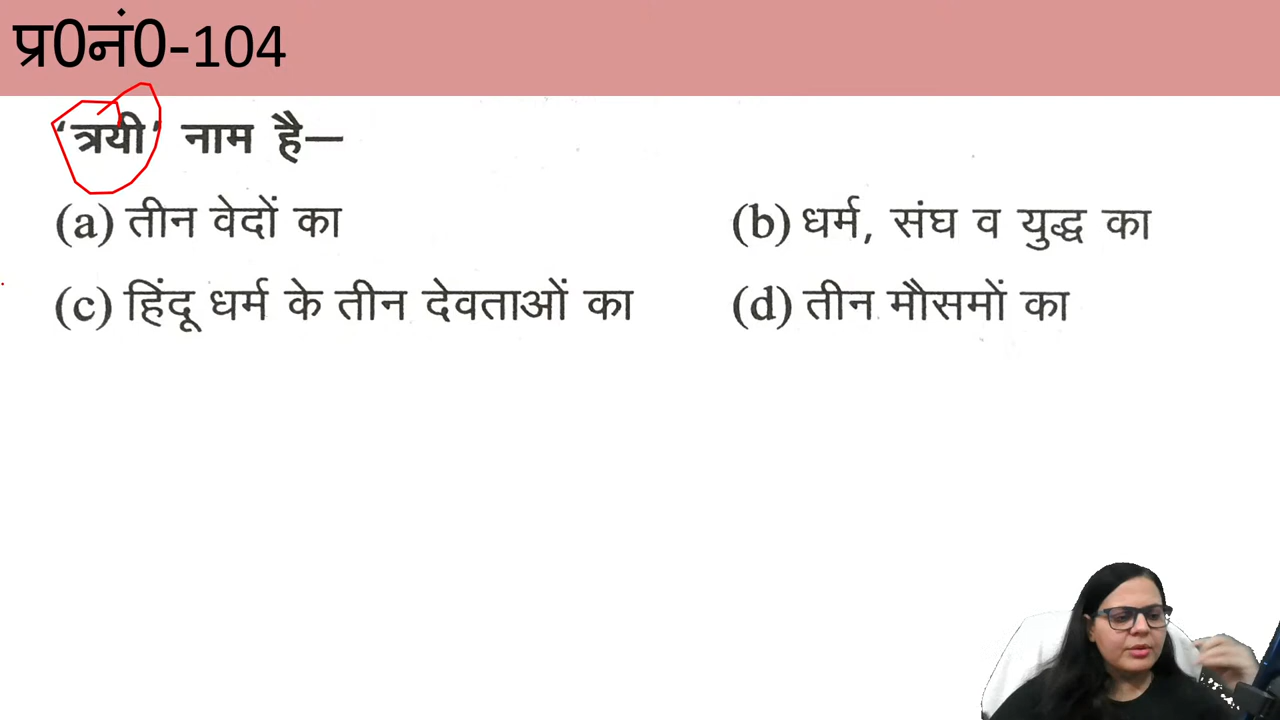 प्र0नं0-104
‘त्रयी’ नाम है—
(a) तीन वेदों का (b) धर्म, संघ व युद्ध का
(c) हिंदू धर्म के तीन देवताओं का (d) तीन मौसमों का